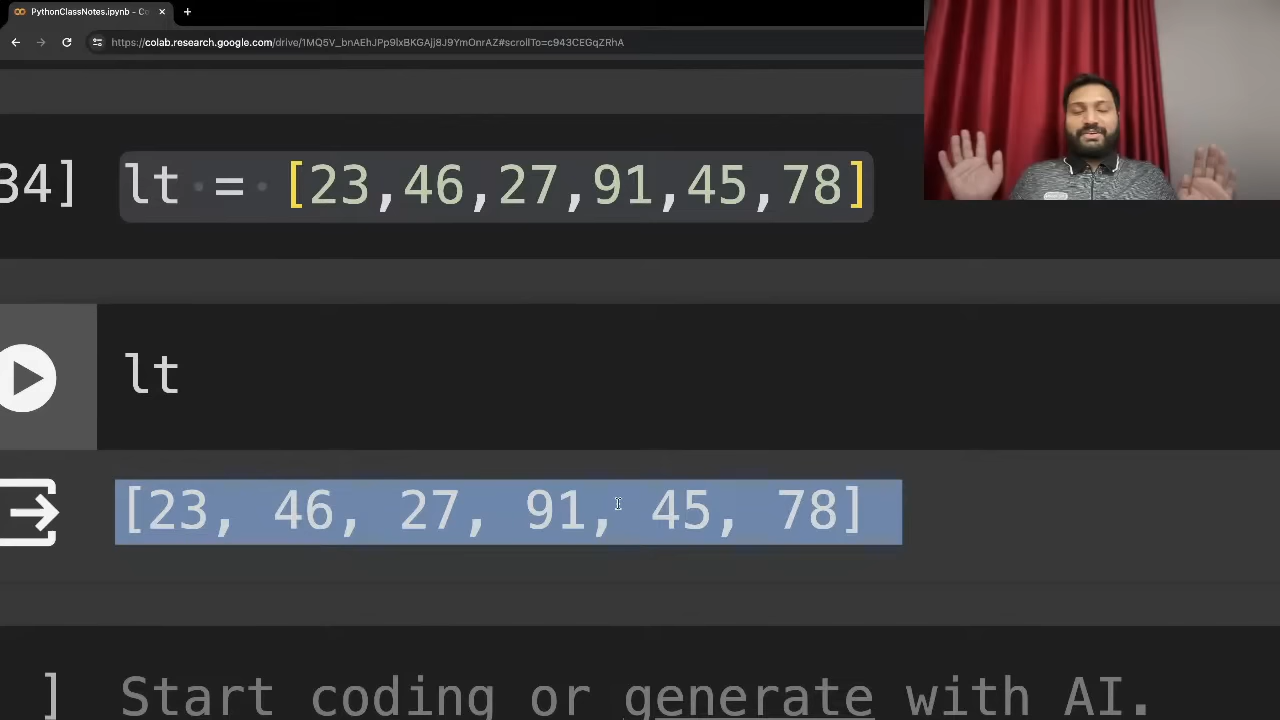 PythonClassNotes.ipynb - Co
https://colab.research.google.com/drive/1MQ5V_bnAEhJPp9lxBKGAjj8J9YmOnrAZ#scrollTo=c943CEGqZRhA
34] lt = [23,46,27,91,45,78]
lt
[23, 46, 27, 91, 45, 78]
] Start coding or generate with AI.